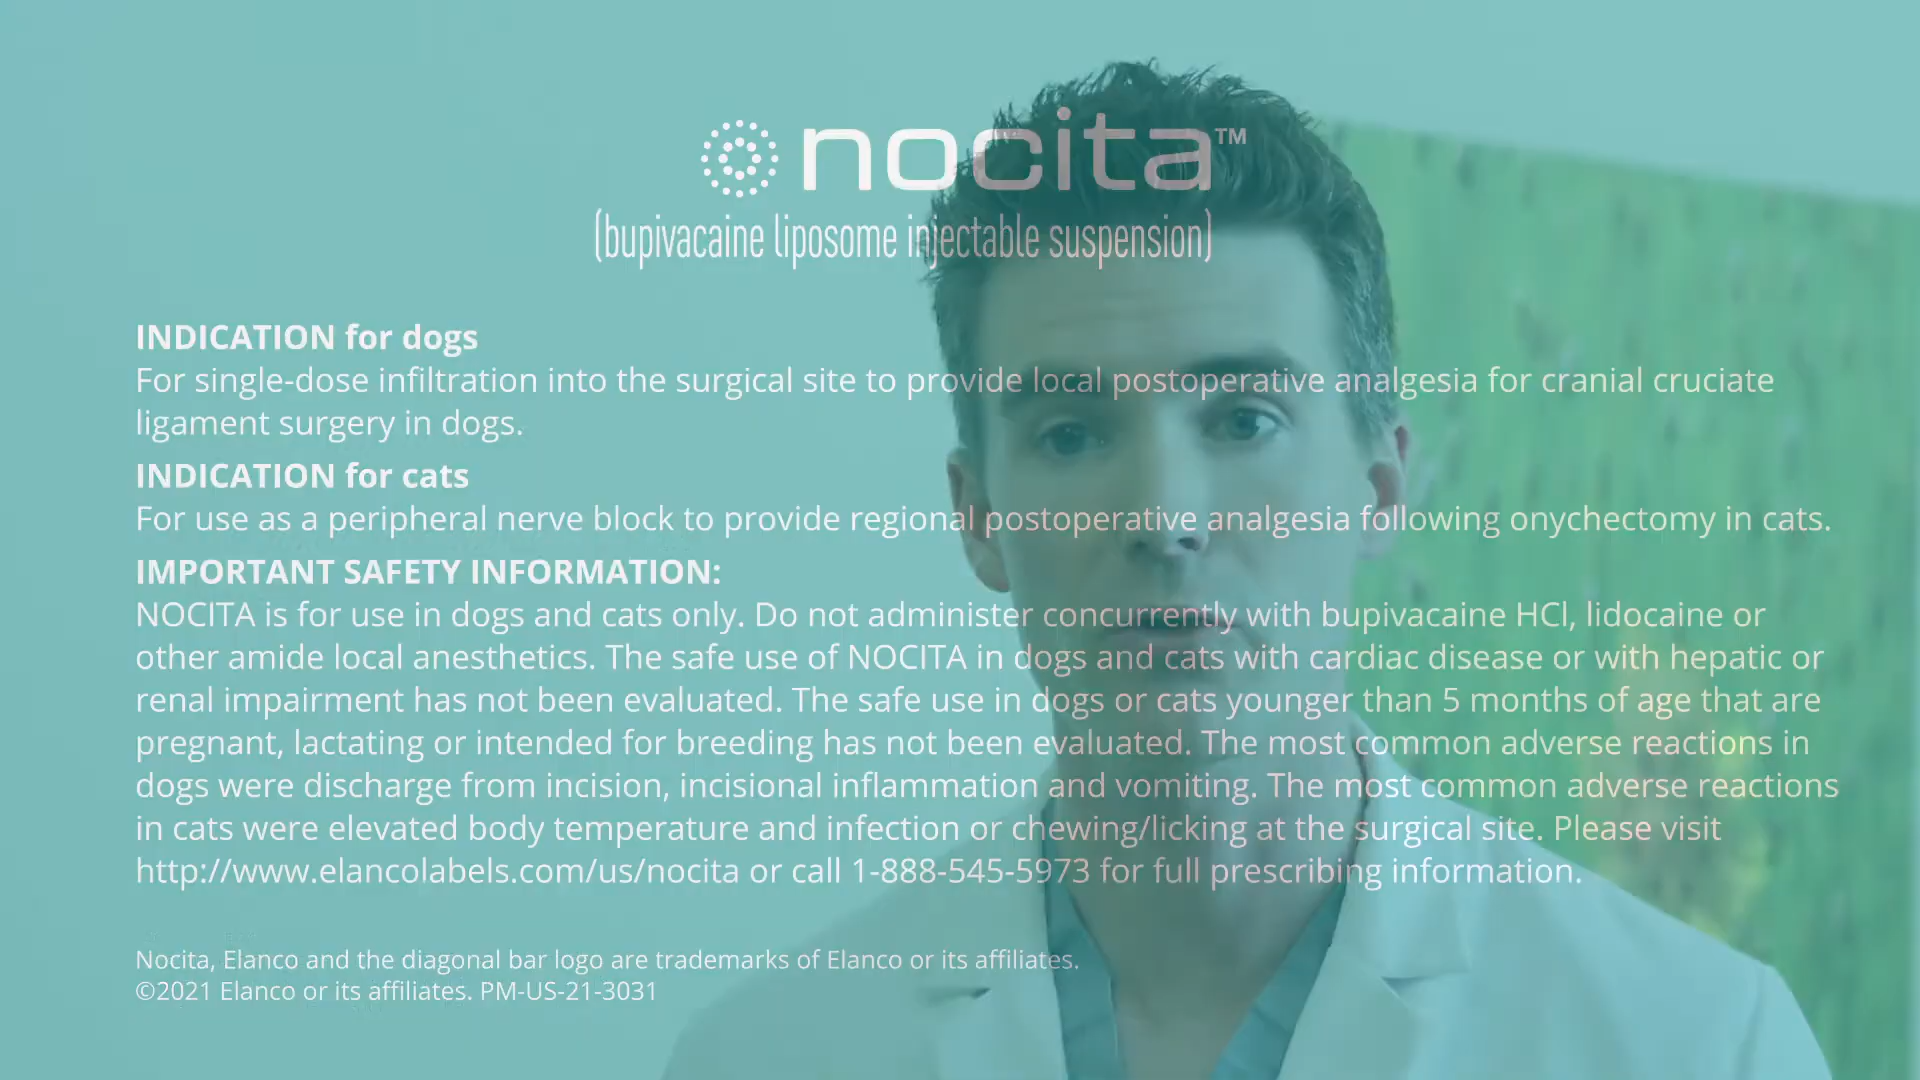 nocita™
(bupivacaine liposome injectable suspension)
INDICATION for dogs
For single-dose infiltration into the surgical site to provide local postoperative analgesia for cranial cruciate
ligament surgery in dogs.
INDICATION for cats
For use as a peripheral nerve block to provide regional postoperative analgesia following onychectomy in cats.
IMPORTANT SAFETY INFORMATION:
NOCITA is for use in dogs and cats only. Do not administer concurrently with bupivacaine HCl, lidocaine or
other amide local anesthetics. The safe use of NOCITA in dogs and cats with cardiac disease or with hepatic or
renal impairment has not been evaluated. The safe use in dogs or cats younger than 5 months of age that are
pregnant, lactating or intended for breeding has not been evaluated. The most common adverse reactions in
dogs were discharge from incision, incisional inflammation and vomiting. The most common adverse reactions
in cats were elevated body temperature and infection or chewing/licking at the surgical site. Please visit
http://www.elancolabels.com/us/nocita or call 1-888-545-5973 for full prescribing information.
Nocita, Elanco and the diagonal bar logo are trademarks of Elanco or its affiliates.
©2021 Elanco or its affiliates. PM-US-21-3031